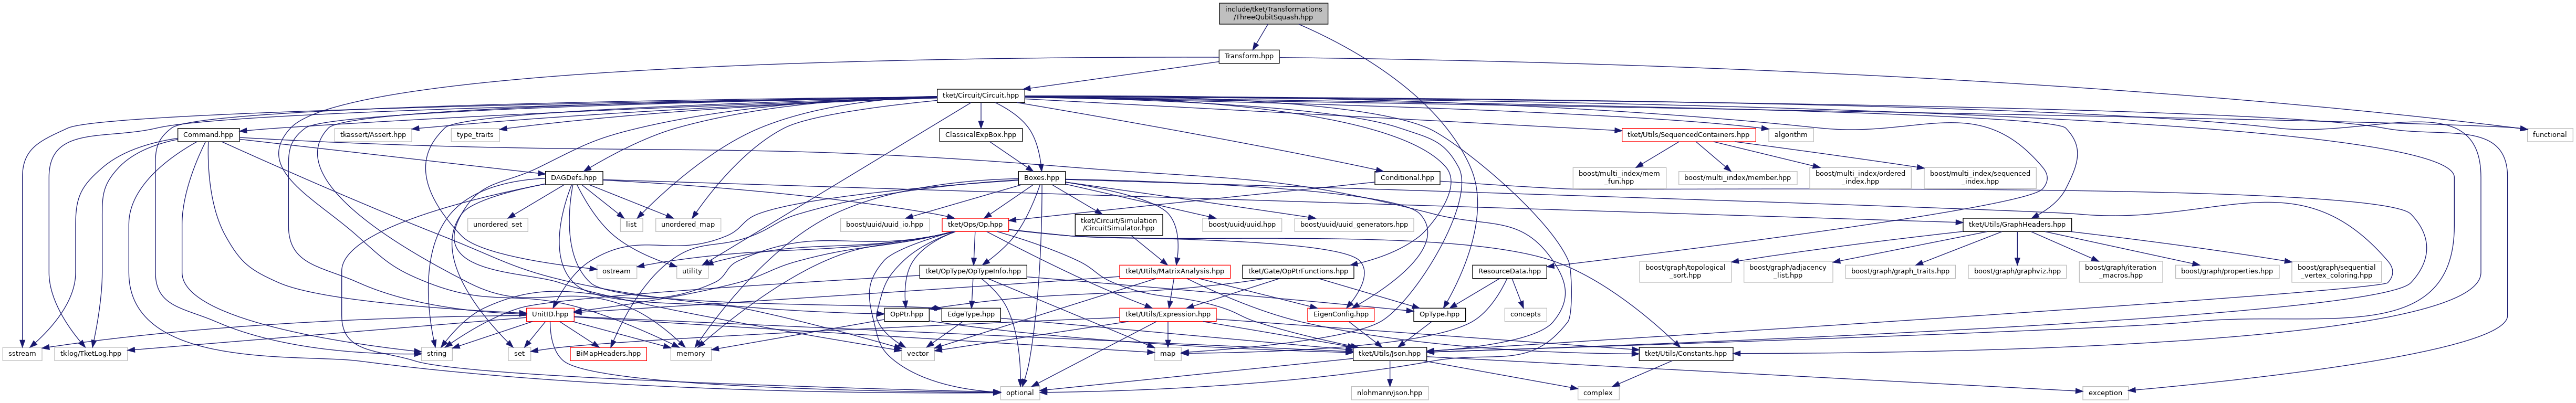 include/tket/Transformations
/ThreeQubitSquash.hpp
Transform.hpp
tket/Circuit/Circuit.hpp
Command.hpp
tkassert/Assert.hpp
type_traits
ClassicalExpBox.hpp
tket/Utils/SequencedContainers.hpp
algorithm
functional
DAGDefs.hpp
Boxes.hpp
Conditional.hpp
boost/multi_index/mem
_fun.hpp
boost/multi_index/member.hpp
boost/multi_index/ordered
_index.hpp
boost/multi_index/sequenced
_index.hpp
unordered_set
list
unordered_map
boost/uuid/uuid_io.hpp
tket/Ops/Op.hpp
tket/Circuit/Simulation
/CircuitSimulator.hpp
boost/uuid/uuid.hpp
boost/uuid/uuid_generators.hpp
tket/Utils/GraphHeaders.hpp
ostream
utility
tket/OpType/OpTypeInfo.hpp
tket/Utils/MatrixAnalysis.hpp
tket/Gate/OpPtrFunctions.hpp
ResourceData.hpp
boost/graph/topological
_sort.hpp
boost/graph/adjacency
_list.hpp
boost/graph/graph_traits.hpp
boost/graph/graphviz.hpp
boost/graph/iteration
_macros.hpp
boost/graph/properties.hpp
boost/graph/sequential
_vertex_coloring.hpp
UnitID.hpp
OpPtr.hpp
EdgeType.hpp
tket/Utils/Expression.hpp
EigenConfig.hpp
OpType.hpp
concepts
sstream
tklog/TketLog.hpp
string
set
BiMapHeaders.hpp
memory
vector
map
tket/Utils/Json.hpp
tket/Utils/Constants.hpp
optional
nlohmann/json.hpp
complex
exception